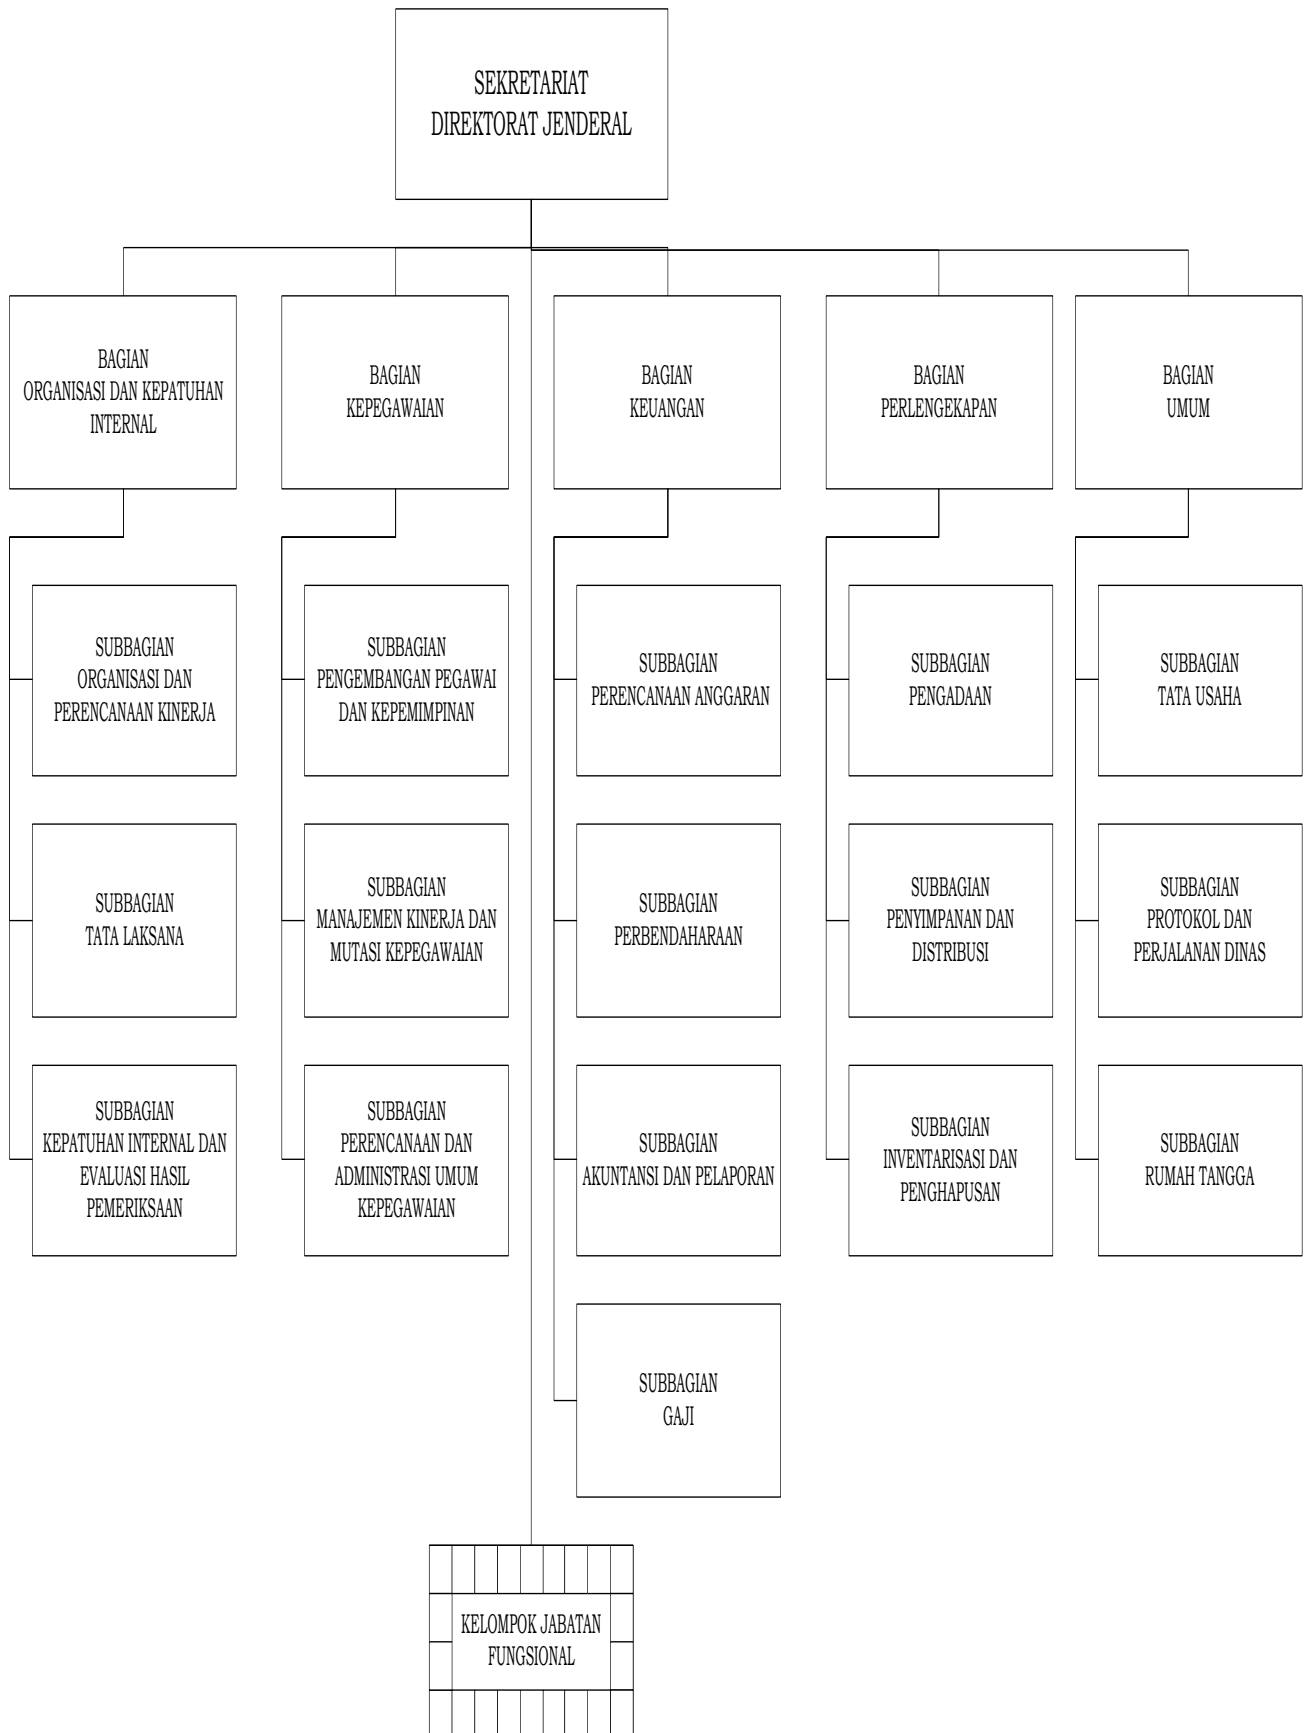 SEKRETARIAT
DIREKTORAT JENDERAL
BAGIAN
ORGANISASI DAN KEPATUHAN
INTERNAL
BAGIAN
KEPEGAWAIAN
BAGIAN
KEUANGAN
BAGIAN
PERLENGEKAPAN
BAGIAN
UMUM
SUBBAGIAN
ORGANISASI DAN
PERENCANAAN KINERJA
SUBBAGIAN
PENGEMBANGAN PEGAWAI
DAN KEPEMIMPINAN
SUBBAGIAN
PERENCANAAN ANGGARAN
SUBBAGIAN
PENGADAAN
SUBBAGIAN
TATA USAHA
SUBBAGIAN
TATA LAKSANA
SUBBAGIAN
MANAJEMEN KINERJA DAN
MUTASI KEPEGAWAIAN
SUBBAGIAN
PERBENDAHARAAN
SUBBAGIAN
PENYIMPANAN DAN
DISTRIBUSI
SUBBAGIAN
PROTOKOL DAN
PERJALANAN DINAS
SUBBAGIAN
KEPATUHAN INTERNAL DAN
EVALUASI HASIL
PEMERIKSAAN
SUBBAGIAN
PERENCANAAN DAN
ADMINISTRASI UMUM
KEPEGAWAIAN
SUBBAGIAN
AKUNTANSI DAN PELAPORAN
SUBBAGIAN
INVENTARISASI DAN
PENGHAPUSAN
SUBBAGIAN
RUMAH TANGGA
SUBBAGIAN
GAJI
KELOMPOK JABATAN
FUNGSIONAL